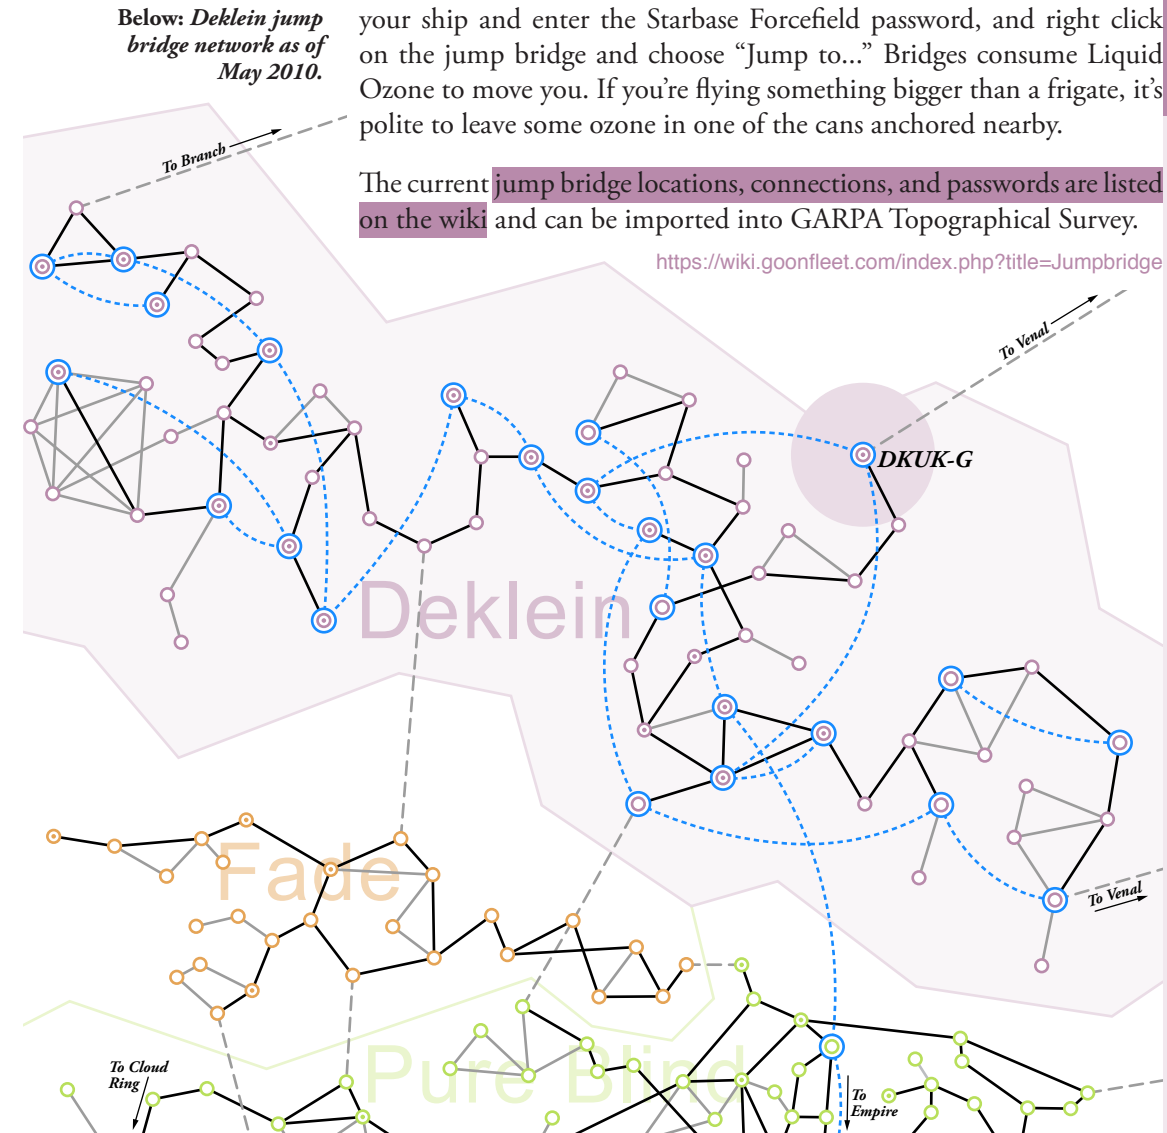 Below: Deklein jump
bridge network as of
May 2010.
your ship and enter the Starbase Forcefield password, and right click
on the jump bridge and choose “Jump to...” Bridges consume Liquid
Ozone to move you. If you're flying something bigger than a frigate, it's
polite to leave some ozone in one of the cans anchored nearby.
The current jump bridge locations, connections, and passwords are listed
on the wiki and can be imported into GARPA Topographical Survey.
https://wiki.goonfleet.com/index.php?title=Jumpbridge
To Branch
To Venal
DKUK-G
Deklein
Fade
To Venal
Pure Blind
To Cloud
Ring
To
Empire